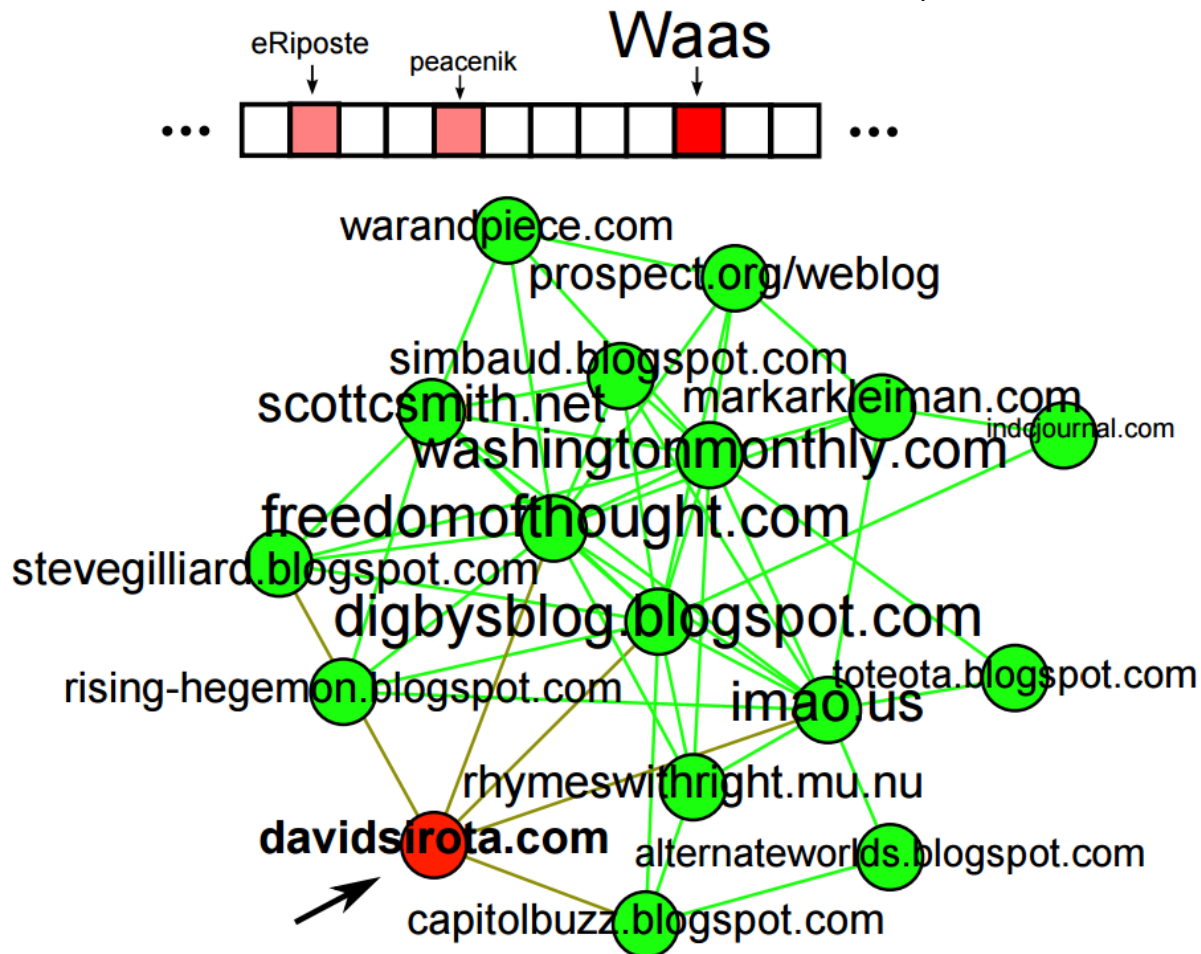 eRiposte
peacenik
Waas
...
...
warandpiece.com
prospect.org/weblog
simbaud.blogspot.com
markarkleiman.com
scottcsmith.net
indcjournal.com
washingtonmonthly.com
freedomofthought.com
stevegilliard.blogspot.com
digbysblog.blogspot.com
toteota.blogspot.com
rising-hegemon.blogspot.com
imao.us
rhymeswithright.mu.nu
davidsirota.com
alternateworlds.blogspot.com
capitolbuzz.blogspot.com